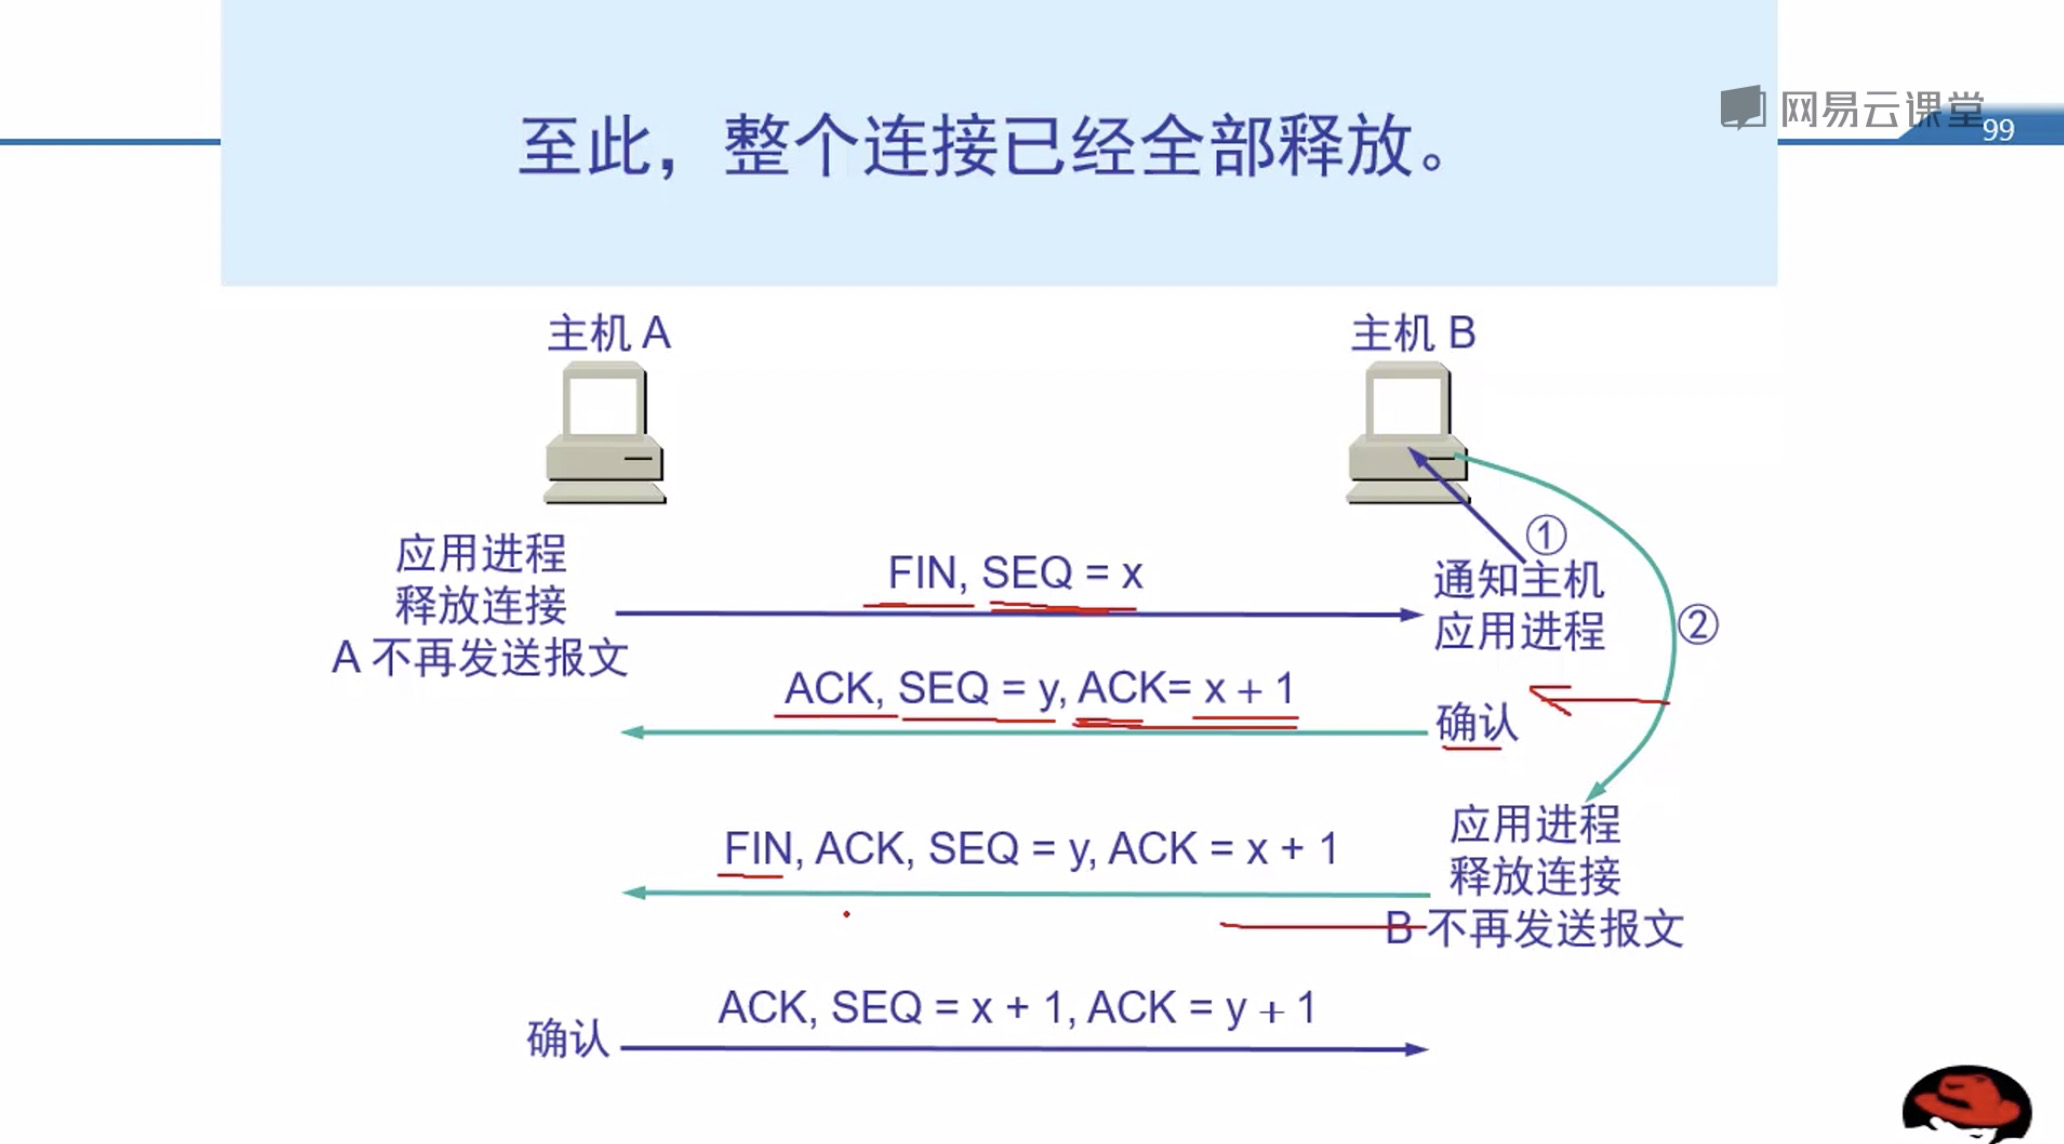 网易云课堂
99
至此，整个连接已经全部释放。
主机 A
主机 B
应用进程
释放连接
A 不再发送报文
FIN, SEQ = x
①
通知主机
应用进程
②
ACK, SEQ = y, ACK= x + 1
确认
FIN, ACK, SEQ = y, ACK = x + 1
应用进程
释放连接
B 不再发送报文
确认
ACK, SEQ = x + 1, ACK = y + 1